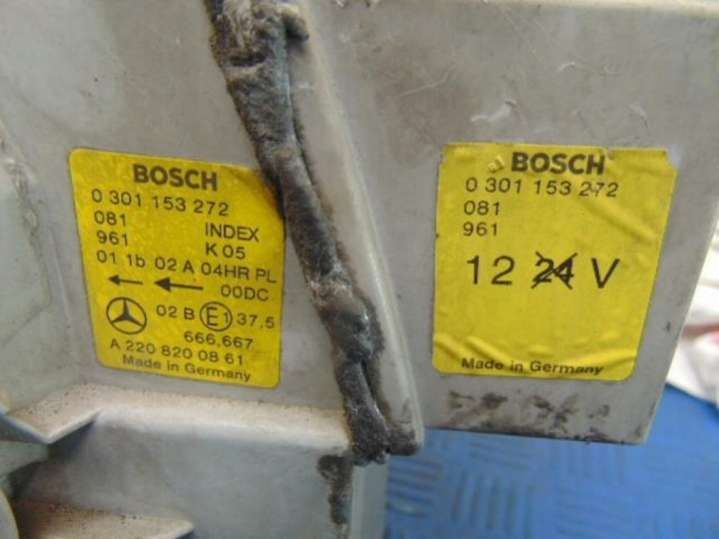 BOSCH
0 301 153 272
081 INDEX
961 K 05
01 1b 02 A 04HR PL
00DC
02 B E1 37,5
666,667
A 220 820 08 61
Made in Germany
BOSCH
0 301 153 272
081
961
12 24 V
Made in Germany